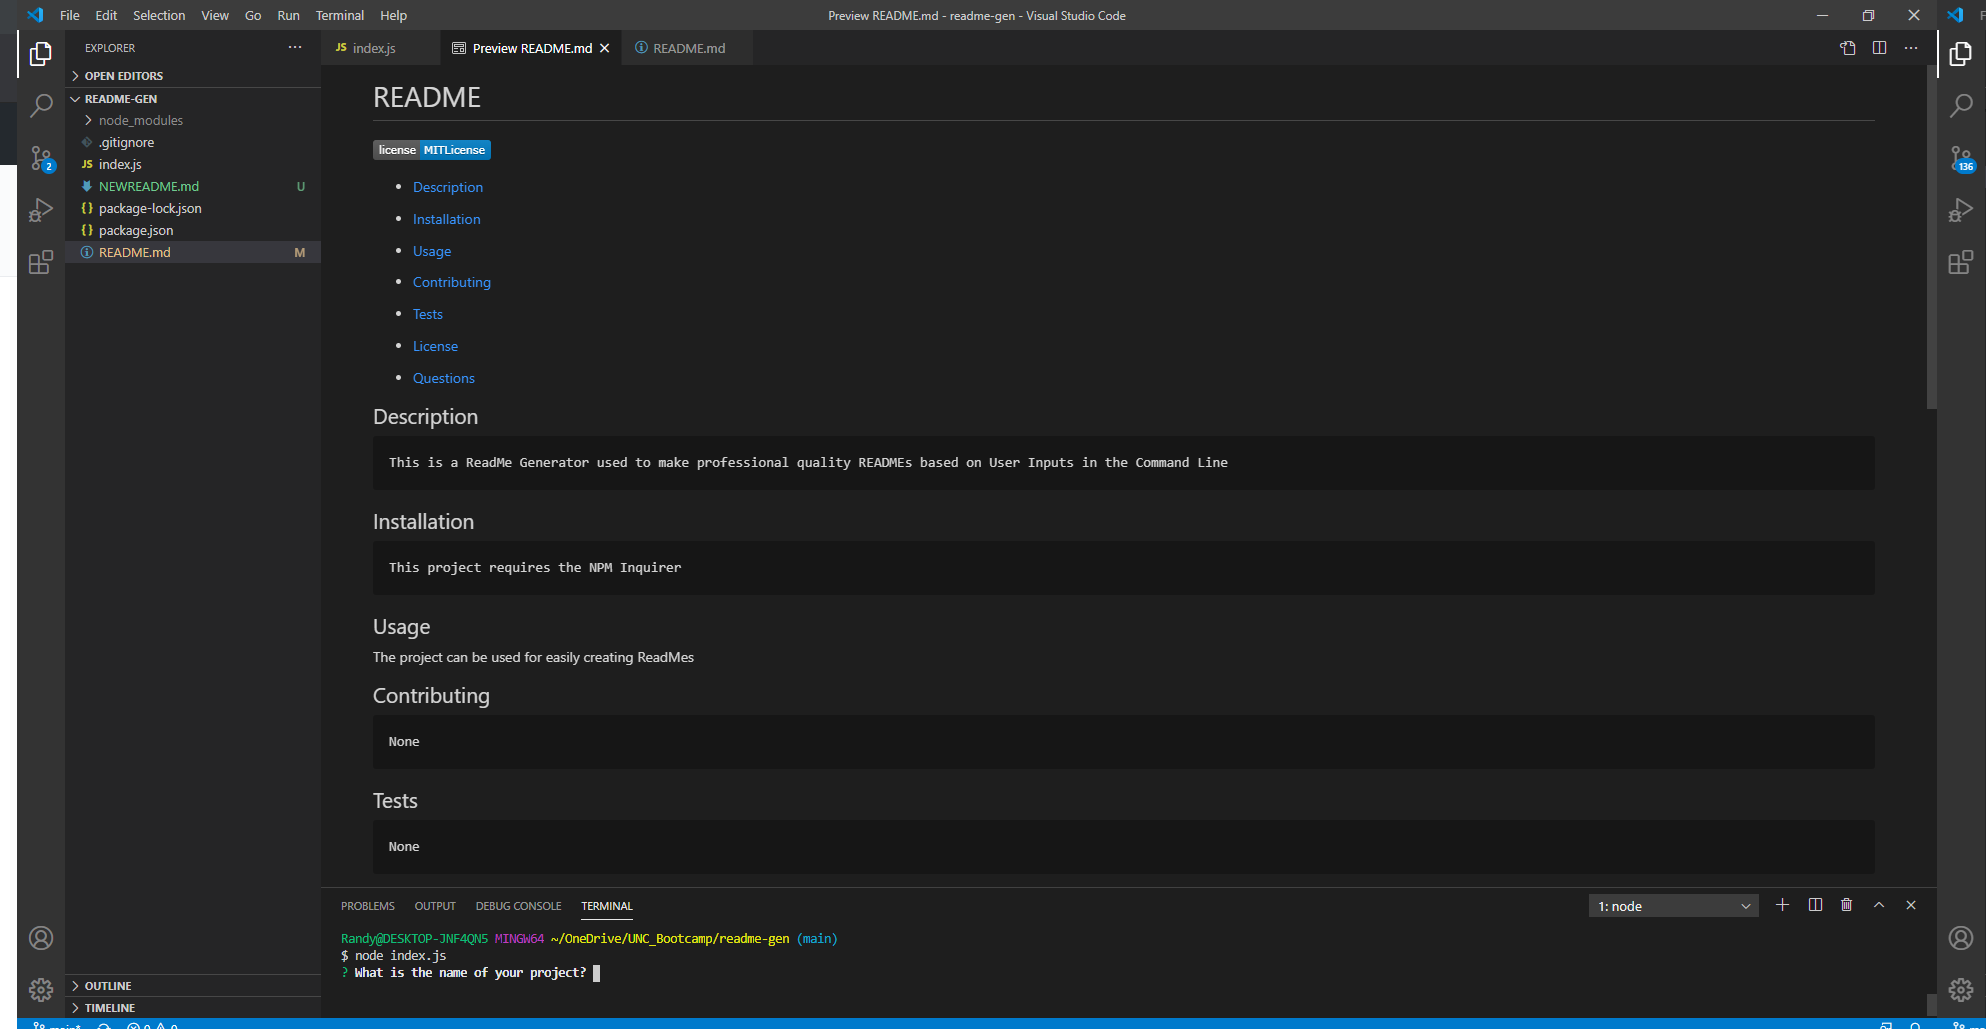 File Edit Selection View Go Run Terminal Help
Preview README.md - readme-gen - Visual Studio Code
EXPLORER
OPEN EDITORS
README-GEN
node_modules
.gitignore
JS index.js
NEWREADME.md U
{} package-lock.json
{} package.json
README.md M
OUTLINE
TIMELINE
2
JS index.js
Preview README.md
README.md
README
license MITLicense
• Description
• Installation
• Usage
• Contributing
• Tests
• License
• Questions
Description
This is a ReadMe Generator used to make professional quality READMEs based on User Inputs in the Command Line
Installation
This project requires the NPM Inquirer
Usage
The project can be used for easily creating ReadMes
Contributing
None
Tests
None
PROBLEMS OUTPUT DEBUG CONSOLE TERMINAL
1: node
Randy@DESKTOP-JNF4QN5 MINGW64 ~/OneDrive/UNC_Bootcamp/readme-gen (main)
$ node index.js
? What is the name of your project?
136